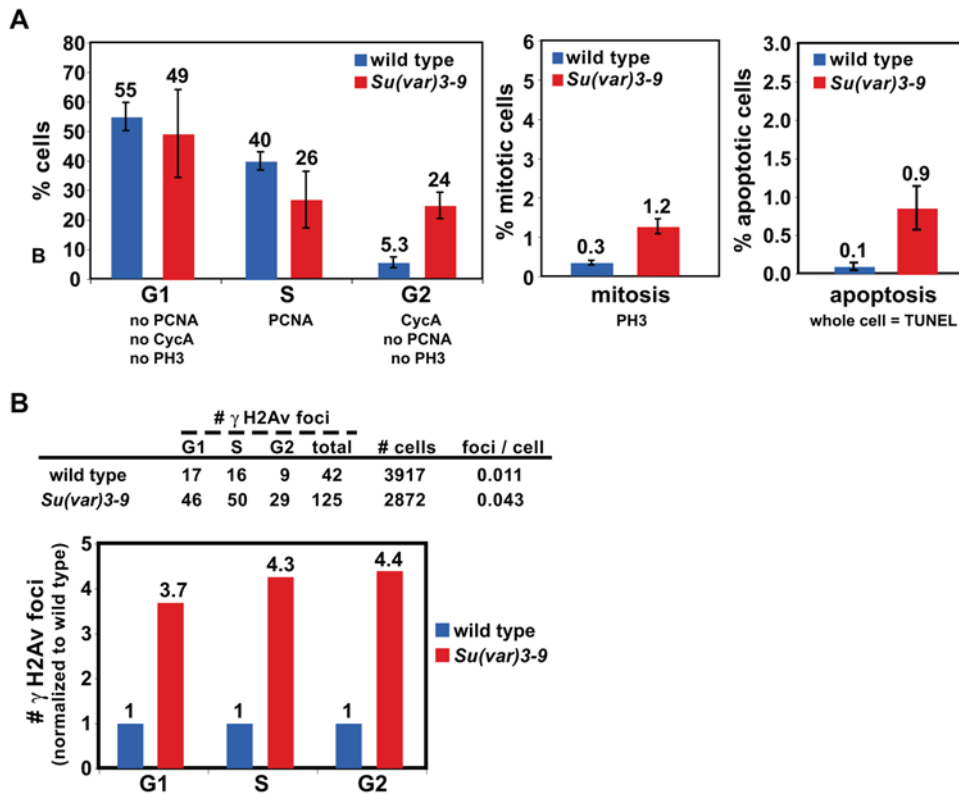 A
wild type
Su(var)3-9
% cells
80
70
60
50
40
30
20
10
0
55
49
40
26
5.3
24
B
G1
S
G2
no PCNA
no CycA
no PH3
PCNA
CycA
no PCNA
no PH3
wild type
Su(var)3-9
% mitotic cells
6
5
4
3
2
1
0
0.3
1.2
mitosis
PH3
wild type
Su(var)3-9
% apoptotic cells
3.0
2.5
2.0
1.5
1.0
0.5
0.0
0.1
0.9
apoptosis
whole cell = TUNEL
B
# γ H2Av foci
G1 S G2 total # cells foci / cell
wild type 17 16 9 42 3917 0.011
Su(var)3-9 46 50 29 125 2872 0.043
# γ H2Av foci
(normalized to wild type)
5
4
3
2
1
0
1
3.7
1
4.3
1
4.4
G1
S
G2
wild type
Su(var)3-9